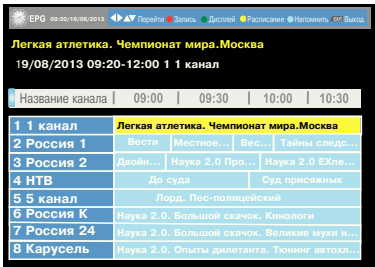 EPG 09:30/19/08/2013 Перейти Запись Дисплей Расписание Напомнить EXIT Выход
Легкая атлетика. Чемпионат мира.Москва
19/08/2013 09:20-12:00 1 1 канал
Название канала | 09:00 | 09:30 | 10:00 | 10:30
1 1 канал Легкая атлетика. Чемпионат мира.Москва
2 Россия 1 Вести Местное... Вес... Тайны следс...
3 Россия 2 Двойн... Наука 2.0 Про... Наука 2.0 EXпе...
4 НТВ До суда Суд присяжных
5 5 канал Лорд. Пес-полицейский
6 Россия К Наука 2.0. Большой скачок. Кинологи
7 Россия 24 Наука 2.0. Большой скачок. Великие мухи н...
8 Карусель Наука 2.0. Опыты дилетанта. Тюнинг автохл...